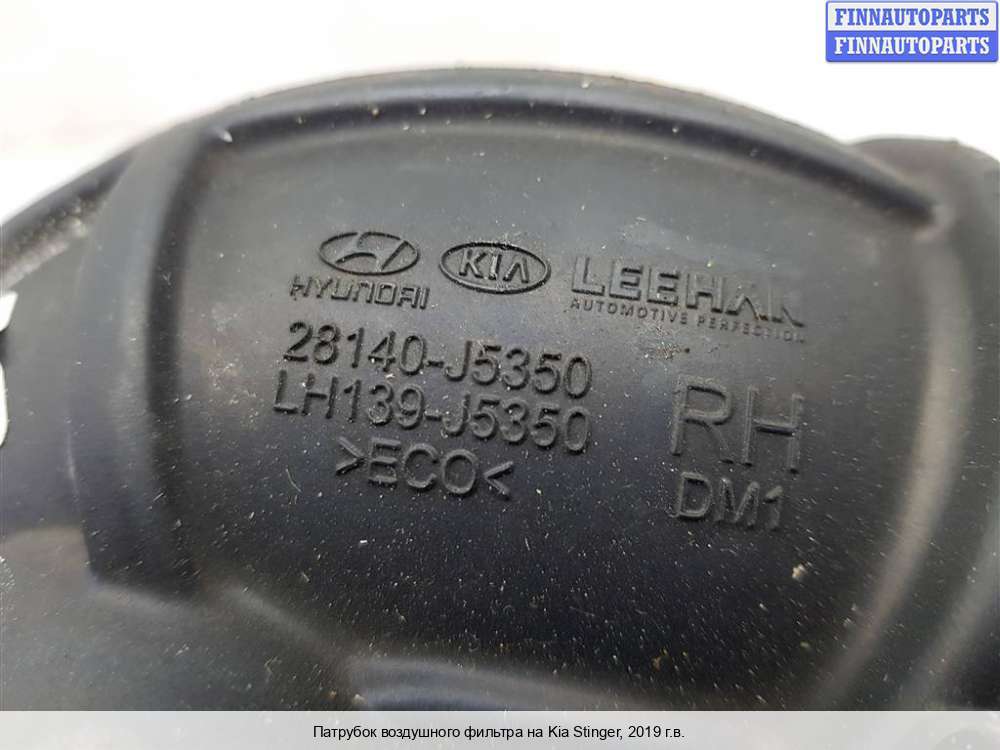 FINNAUTOPARTS
FINNAUTOPARTS
HYUNDAI KIA LEEHAN
AUTOMOTIVE PERFECTION
28140-J5350
LH139-J5350
>ECO<
RH
DM1
Патрубок воздушного фильтра на Kia Stinger, 2019 г.в.